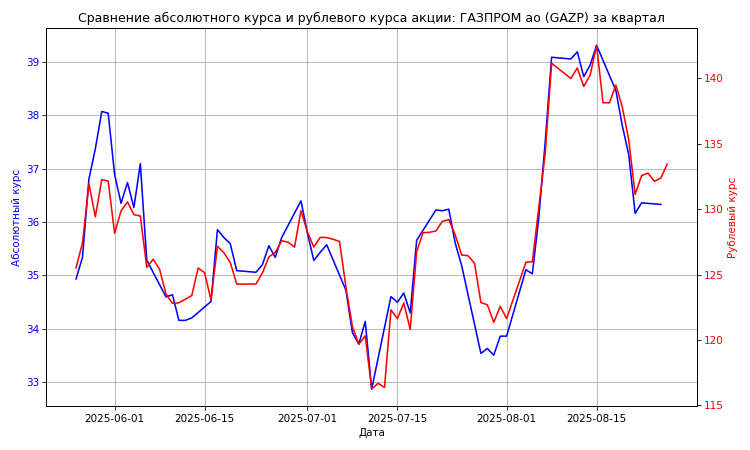 Сравнение абсолютного курса и рублевого курса акции: ГАЗПРОМ ао (GAZP) за квартал
39
38
37
36
35
34
33
Абсолютный курс
140
135
130
125
120
115
Рублевый курс
2025-06-01 2025-06-15 2025-07-01 2025-07-15 2025-08-01 2025-08-15
Дата